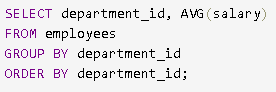 SELECT department_id, AVG(salary)
FROM employees
GROUP BY department_id
ORDER BY department_id;